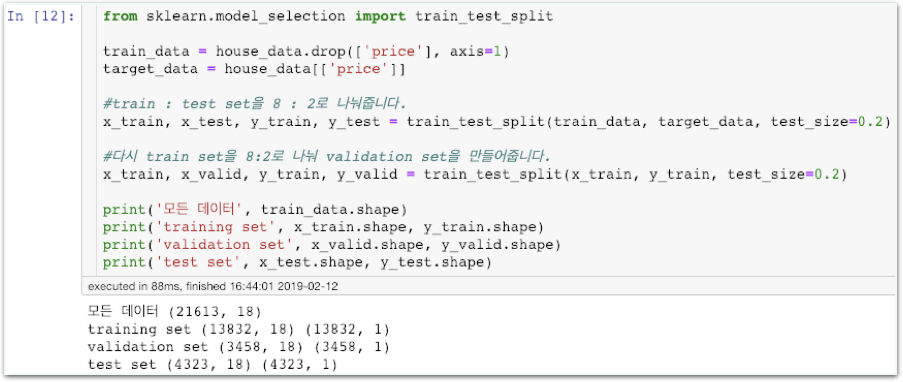 In [12]:
from sklearn.model_selection import train_test_split
train_data = house_data.drop(['price'], axis=1)
target_data = house_data[['price']]
#train : test set을 8 : 2로 나눠줍니다.
x_train, x_test, y_train, y_test = train_test_split(train_data, target_data, test_size=0.2)
#다시 train set을 8:2로 나눠 validation set을 만들어줍니다.
x_train, x_valid, y_train, y_valid = train_test_split(x_train, y_train, test_size=0.2)
print('모든 데이터', train_data.shape)
print('training set', x_train.shape, y_train.shape)
print('validation set', x_valid.shape, y_valid.shape)
print('test set', x_test.shape, y_test.shape)
executed in 88ms, finished 16:44:01 2019-02-12
모든 데이터 (21613, 18)
training set (13832, 18) (13832, 1)
validation set (3458, 18) (3458, 1)
test set (4323, 18) (4323, 1)